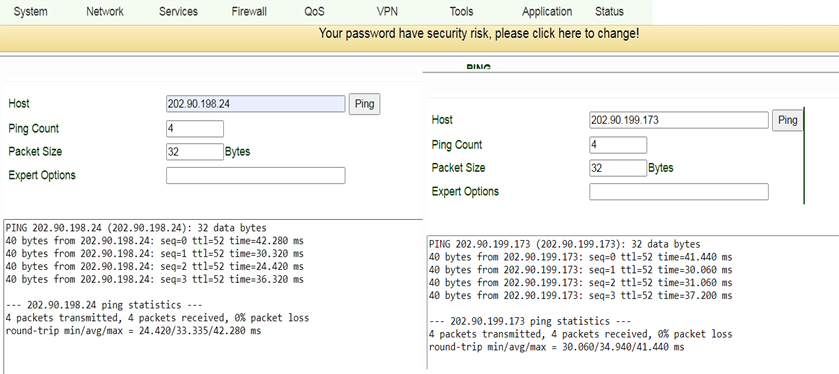 System Network Services Firewall QoS VPN Tools Application Status
Your password have security risk, please click here to change!
PING
Host 202.90.198.24 Ping
Ping Count 4
Packet Size 32 Bytes
Expert Options
PING 202.90.198.24 (202.90.198.24): 32 data bytes
40 bytes from 202.90.198.24: seq=0 ttl=52 time=42.280 ms
40 bytes from 202.90.198.24: seq=1 ttl=52 time=30.320 ms
40 bytes from 202.90.198.24: seq=2 ttl=52 time=24.420 ms
40 bytes from 202.90.198.24: seq=3 ttl=52 time=36.320 ms
--- 202.90.198.24 ping statistics ---
4 packets transmitted, 4 packets received, 0% packet loss
round-trip min/avg/max = 24.420/33.335/42.280 ms
Host 202.90.199.173 Ping
Ping Count 4
Packet Size 32 Bytes
Expert Options
PING 202.90.199.173 (202.90.199.173): 32 data bytes
40 bytes from 202.90.199.173: seq=0 ttl=52 time=41.440 ms
40 bytes from 202.90.199.173: seq=1 ttl=52 time=30.060 ms
40 bytes from 202.90.199.173: seq=2 ttl=52 time=31.060 ms
40 bytes from 202.90.199.173: seq=3 ttl=52 time=37.200 ms
--- 202.90.199.173 ping statistics ---
4 packets transmitted, 4 packets received, 0% packet loss
round-trip min/avg/max = 30.060/34.940/41.440 ms